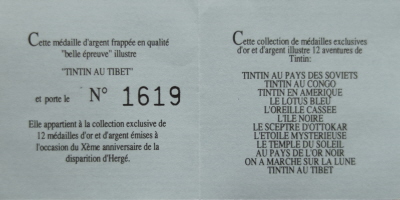 Cette médaille d'argent frappée en qualité
"belle épreuve" illustre
"TINTIN AU TIBET"
et porte le N° 1619
Elle appartient à la collection exclusive de
12 médailles d'or et d'argent émises à
l'occasion du Xème anniversaire de la
disparition d'Hergé.
Cette collection de médailles exclusives
d'or et d'argent illustre 12 aventures de
Tintin:
TINTIN AU PAYS DES SOVIETS
TINTIN AU CONGO
TINTIN EN AMERIQUE
LE LOTUS BLEU
L'OREILLE CASSEE
L'ILE NOIRE
LE SCEPTRE D'OTTOKAR
L'ETOILE MYSTERIEUSE
LE TEMPLE DU SOLEIL
AU PAYS DE L'OR NOIR
ON A MARCHE SUR LA LUNE
TINTIN AU TIBET